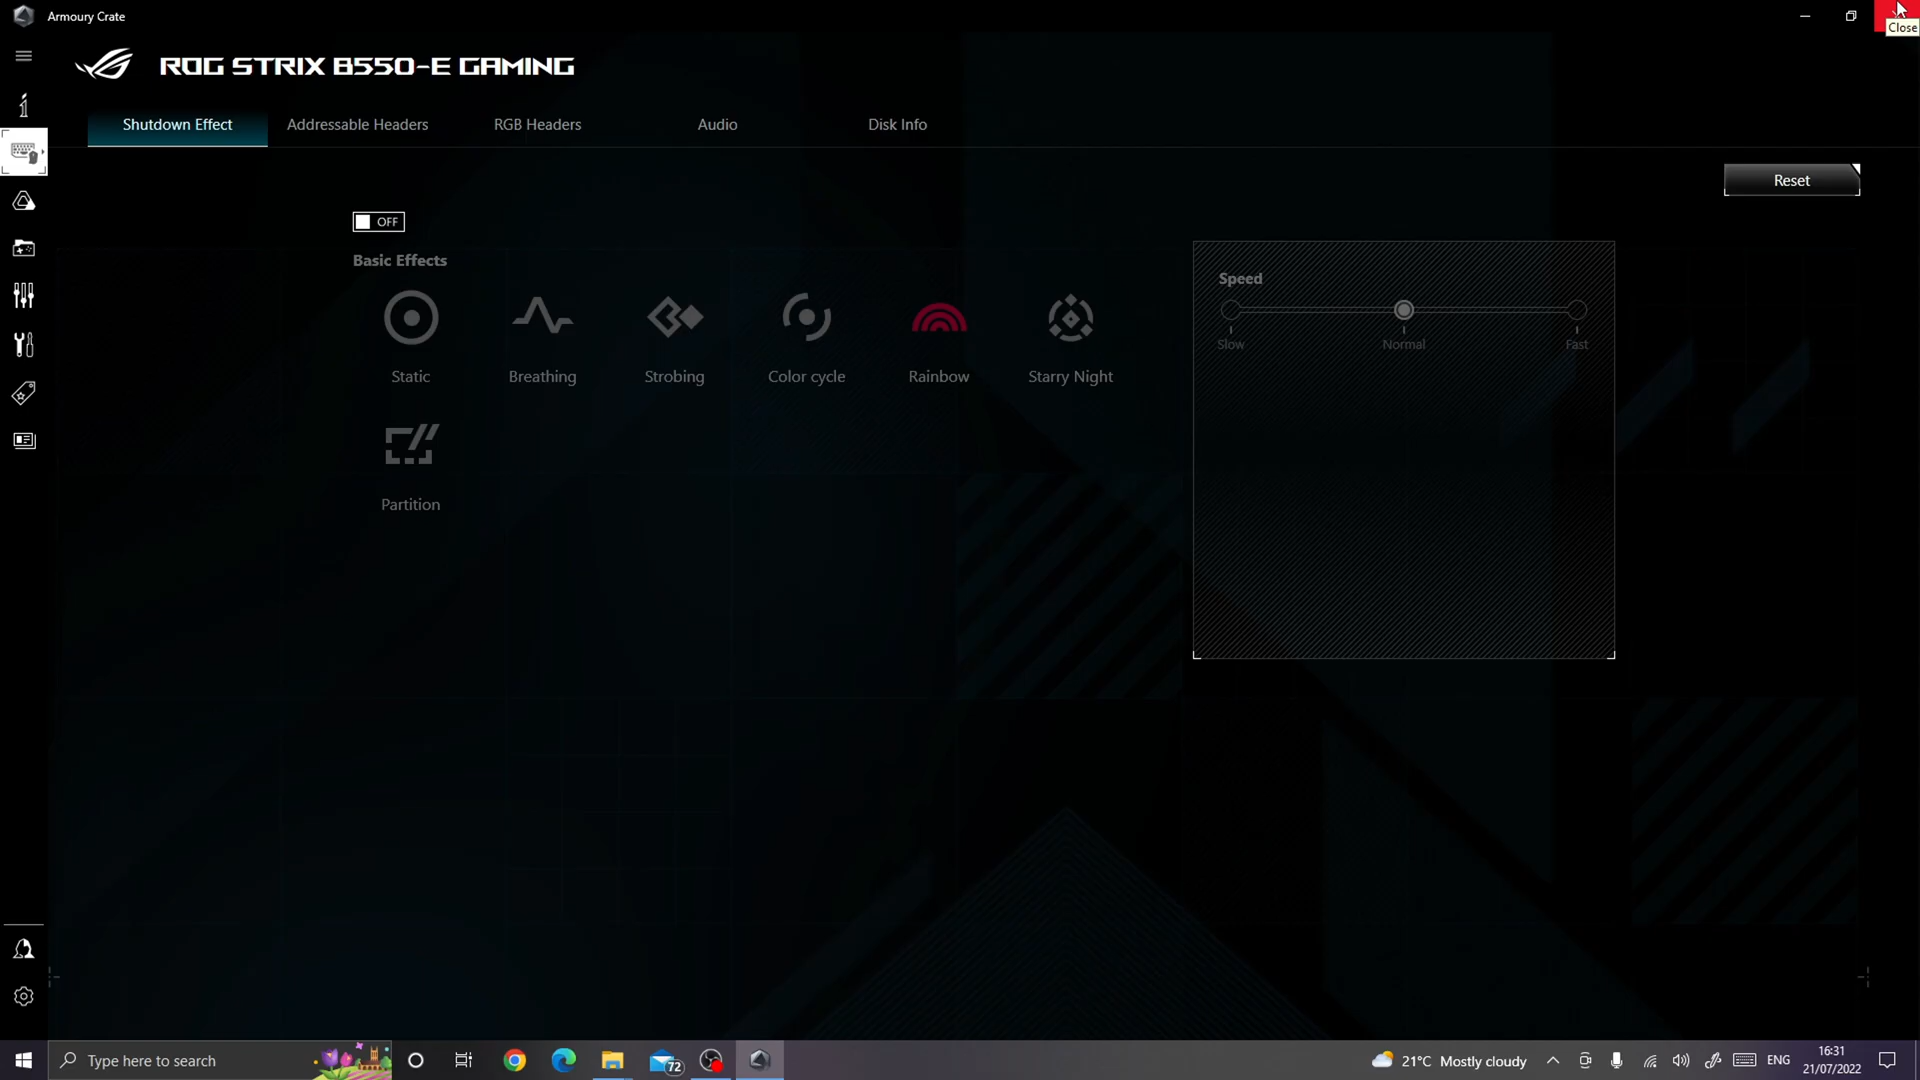 Armoury Crate
Close
ROG STRIX B550-E GAMING
Shutdown Effect Addressable Headers RGB Headers Audio Disk Info
Reset
OFF
Basic Effects
Speed
Slow Normal Fast
Static Breathing Strobing Color cycle Rainbow Starry Night
Partition
Type here to search
72
21°C Mostly cloudy
ENG
16:31
21/07/2022